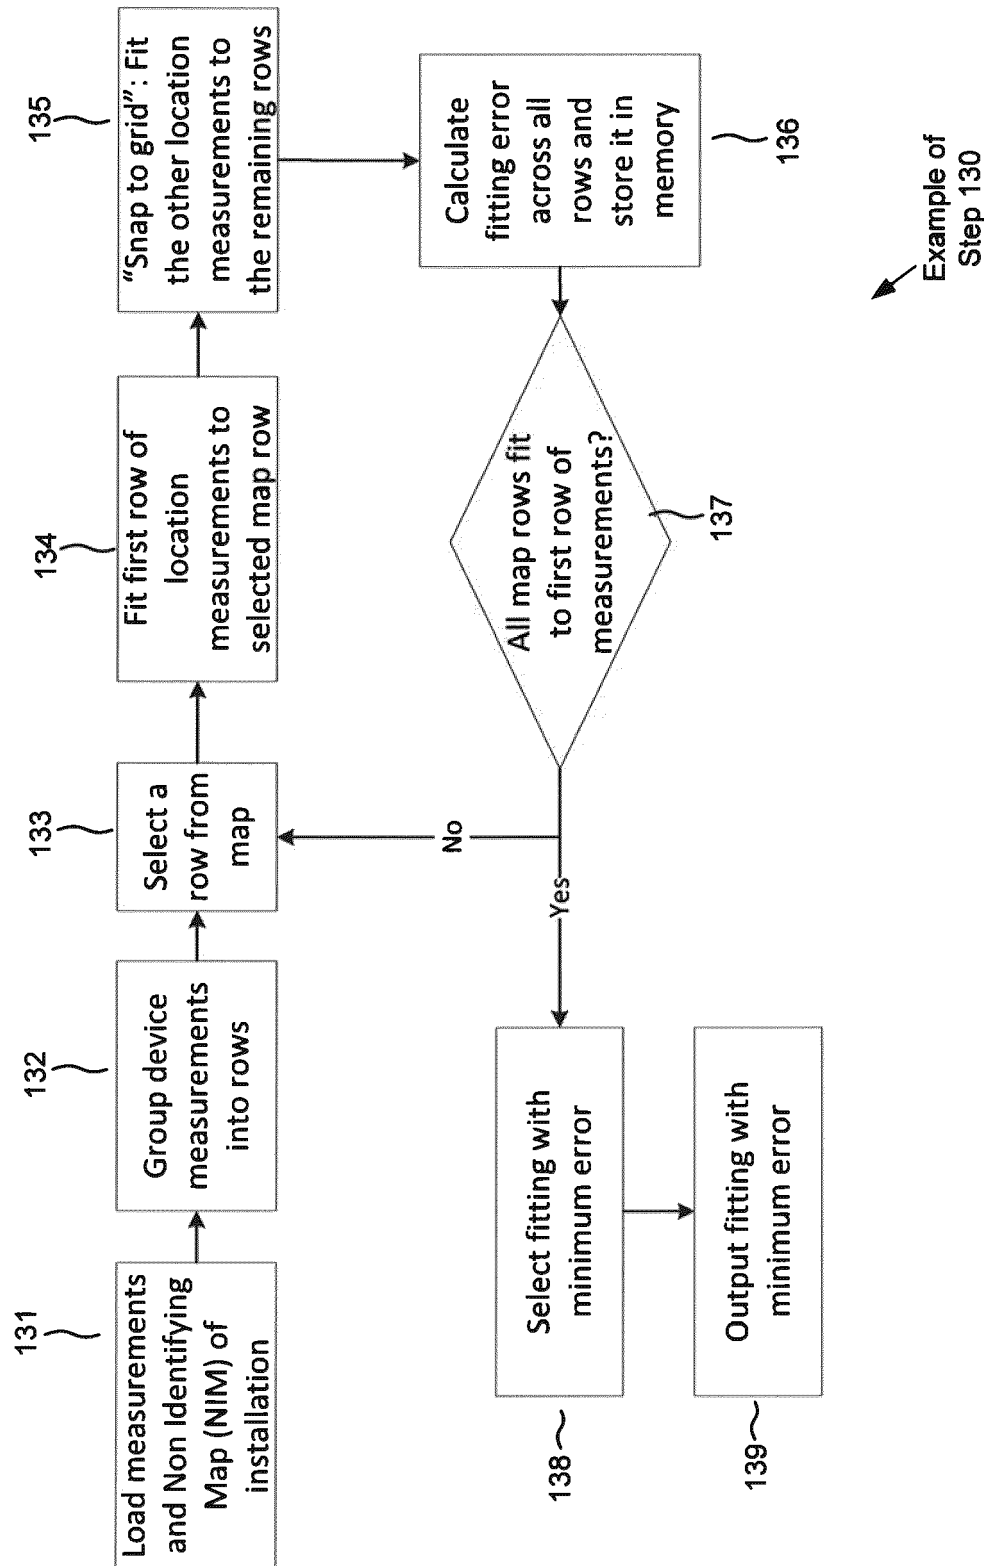 131
Load measurements
and Non Identifying
Map (NIM) of
installation
132
Group device
measurements
into rows
133
Select a
row from
map
134
Fit first row of
location
measurements to
selected map row
135
“Snap to grid”: Fit
the other location
measurements to
the remaining rows
Calculate
fitting error
across all
rows and
store it in
memory
136
All map rows fit
to first row of
measurements?
137
No
Yes
138
Select fitting with
minimum error
139
Output fitting with
minimum error
Example of
Step 130